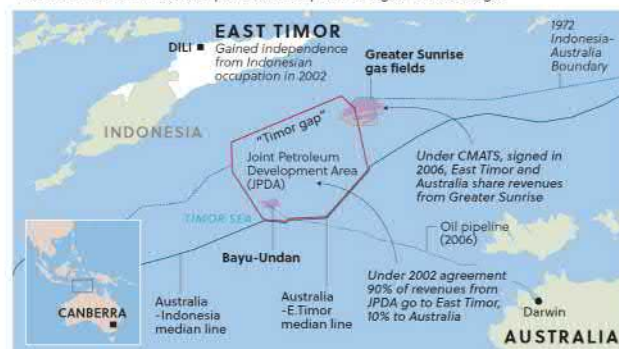 EAST TIMOR
DILI
Gained independence
from Indonesian
occupation in 2002
Greater Sunrise
gas fields
1972
Indonesia-
Australia
Boundary
INDONESIA
"Timor gap"
Joint Petroleum
Development Area
(JPDA)
Under CMATS, signed in
2006, East Timor and
Australia share revenues
from Greater Sunrise
TIMOR SEA
Oil pipeline
(2006)
Bayu-Undan
Under 2002 agreement
90% of revenues from
JPDA go to East Timor,
10% to Australia
Australia
-Indonesia
median line
Australia
-E.Timor
median line
CANBERRA
Darwin
AUSTRALIA